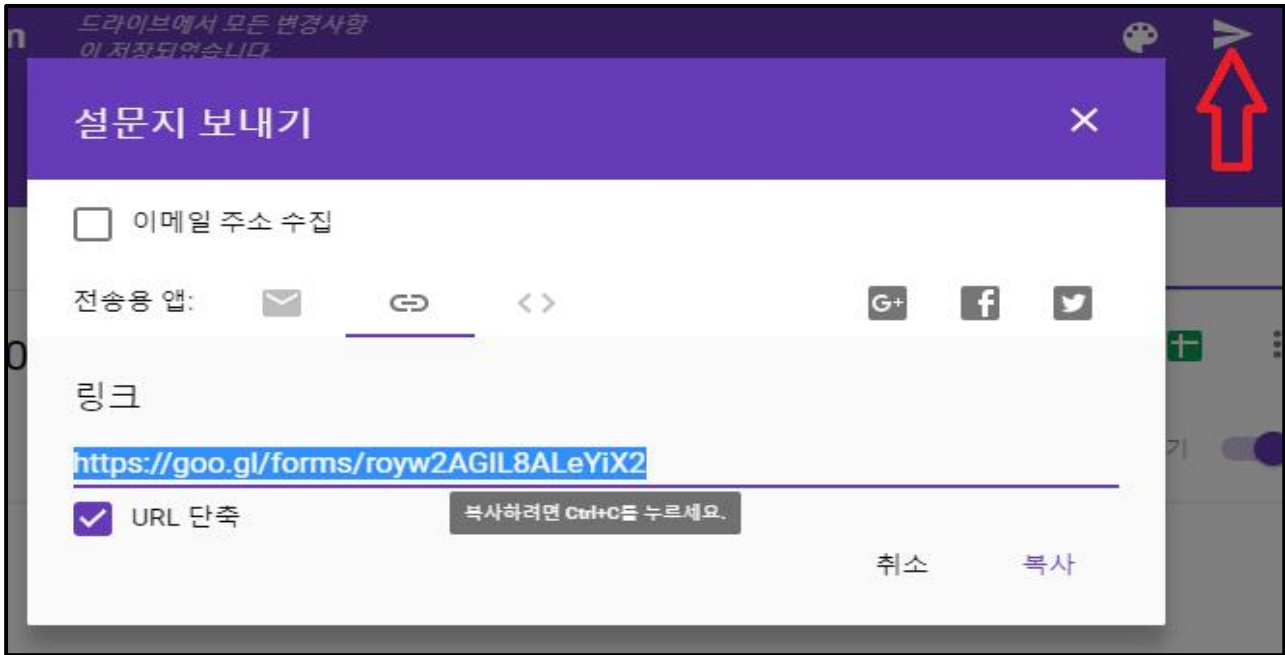 드라이브에서 모든 변경사항
이 저장되었습니다.
설문지 보내기
이메일 주소 수집
전송용 앱:
G+
링크
https://goo.gl/forms/royw2AGIL8ALeYiX2
기
URL 단축
복사하려면 Ctrl+C를 누르세요.
취소 복사